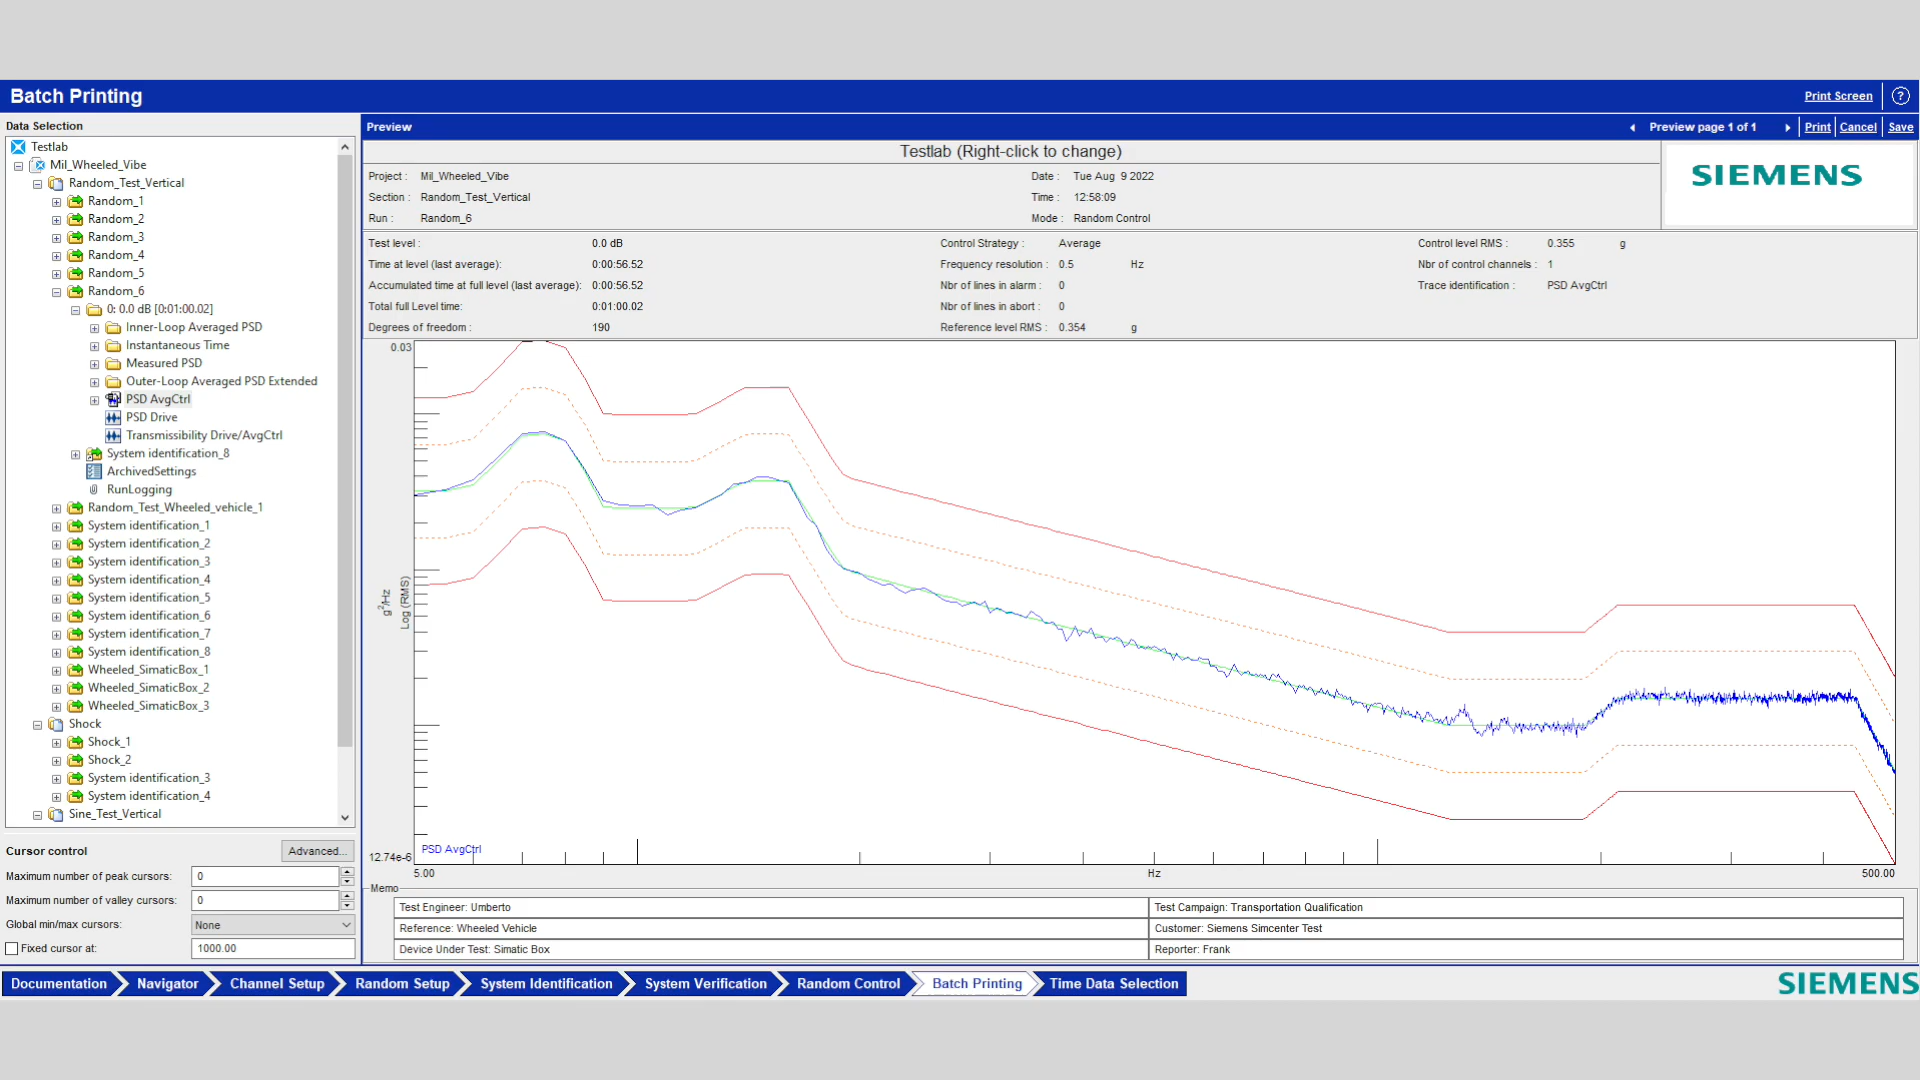 Batch Printing
Print Screen
?
Data Selection
Testlab
Mil_Wheeled_Vibe
Random_Test_Vertical
Random_1
Random_2
Random_3
Random_4
Random_5
Random_6
0: 0.0 dB [0:01:00.02]
Inner-Loop Averaged PSD
Instantaneous Time
Measured PSD
Outer-Loop Averaged PSD Extended
PSD AvgCtrl
PSD Drive
Transmissibility Drive/AvgCtrl
System identification_8
ArchivedSettings
RunLogging
Random_Test_Wheeled_vehicle_1
System identification_1
System identification_2
System identification_3
System identification_4
System identification_5
System identification_6
System identification_7
System identification_8
Wheeled_SimaticBox_1
Wheeled_SimaticBox_2
Wheeled_SimaticBox_3
Shock
Shock_1
Shock_2
System identification_3
System identification_4
Sine_Test_Vertical
Cursor control
Advanced...
Maximum number of peak cursors: 0
Maximum number of valley cursors: 0
Global min/max cursors: None
Fixed cursor at: 1000.00
Preview
Preview page 1 of 1
Print Cancel Save
Testlab (Right-click to change)
SIEMENS
Project : Mil_Wheeled_Vibe Date : Tue Aug 9 2022
Section : Random_Test_Vertical Time : 12:58:09
Run : Random_6 Mode : Random Control
Test level : 0.0 dB Control Strategy : Average Control level RMS : 0.355 g
Time at level (last average): 0:00:56.52 Frequency resolution : 0.5 Hz Nbr of control channels : 1
Accumulated time at full level (last average): 0:00:56.52 Nbr of lines in alarm : 0 Trace identification : PSD AvgCtrl
Total full Level time: 0:01:00.02 Nbr of lines in abort : 0
Degrees of freedom : 190 Reference level RMS : 0.354 g
0.03
g²/Hz
Log (RMS)
12.74e-6
PSD AvgCtrl
5.00 Hz 500.00
Memo
Test Engineer: Umberto Test Campaign: Transportation Qualification
Reference: Wheeled Vehicle Customer: Siemens Simcenter Test
Device Under Test: Simatic Box Reporter: Frank
Documentation Navigator Channel Setup Random Setup System Identification System Verification Random Control Batch Printing Time Data Selection
SIEMENS